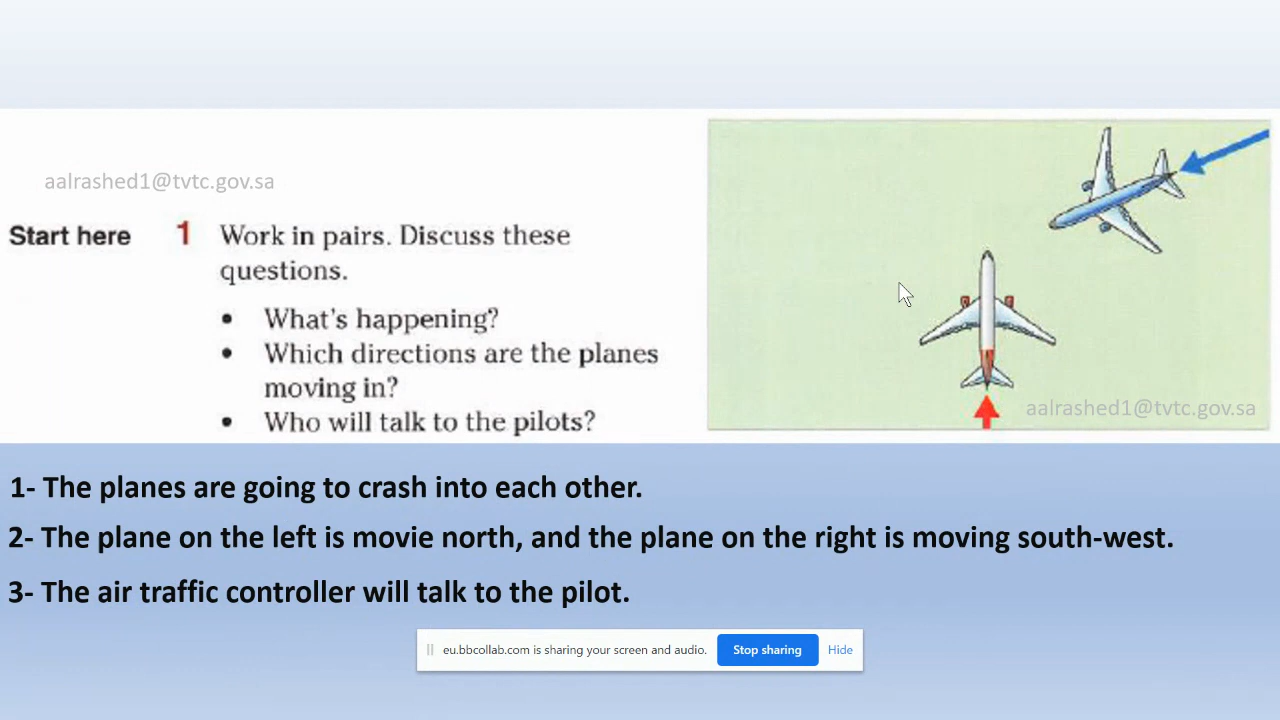 aalrashed1@tvtc.gov.sa
Start here 1 Work in pairs. Discuss these
questions.
• What's happening?
• Which directions are the planes
moving in?
• Who will talk to the pilots?
aalrashed1@tvtc.gov.sa
1- The planes are going to crash into each other.
2- The plane on the left is movie north, and the plane on the right is moving south-west.
3- The air traffic controller will talk to the pilot.
eu.bbcollab.com is sharing your screen and audio. Stop sharing Hide